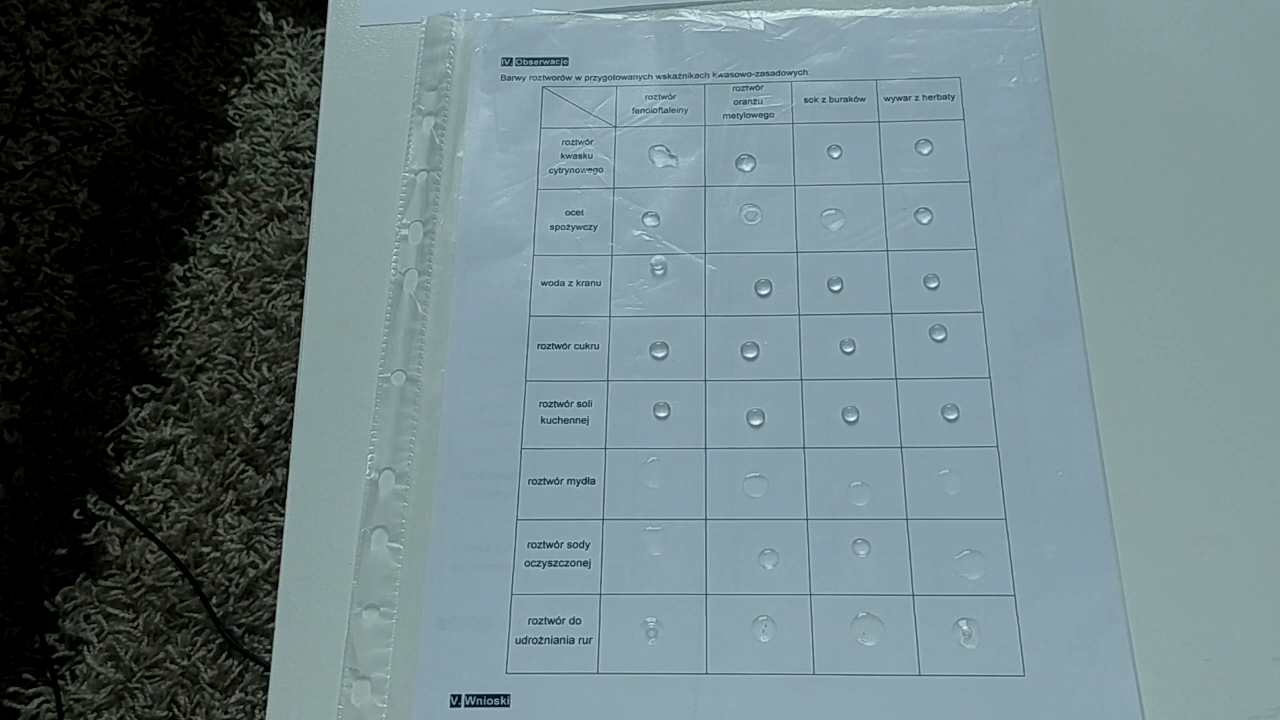 IV. Obserwacje
Barwy roztworów w przygotowanych wskaźnikach kwasowo-zasadowych.
roztwór
fenoloftaleiny
roztwór
oranżu
metylowego
sok z buraków
wywar z herbaty
roztwór
kwasku
cytrynowego
ocet
spożywczy
woda z kranu
roztwór cukru
roztwór soli
kuchennej
roztwór mydła
roztwór sody
oczyszczonej
roztwór do
udrożniania rur
V. Wnioski